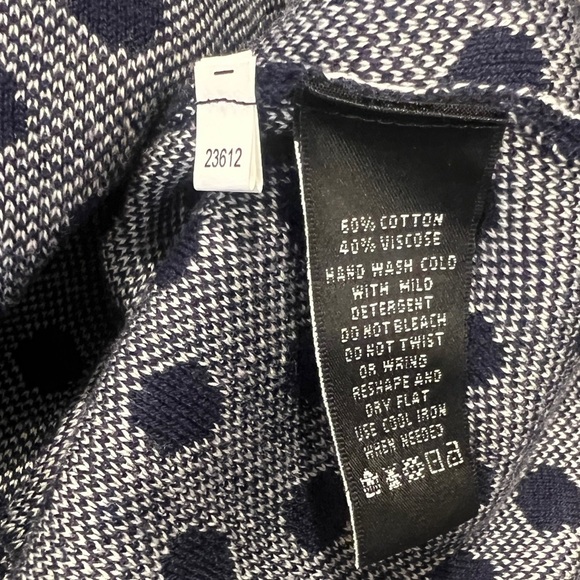 23612
60% COTTON
40% VISCOSE
HAND WASH COLD
WITH MILD
DETERGENT
DO NOT BLEACH
DO NOT TWIST
OR WRING
RESHAPE AND
DRY FLAT
USE COOL IRON
WHEN NEEDED